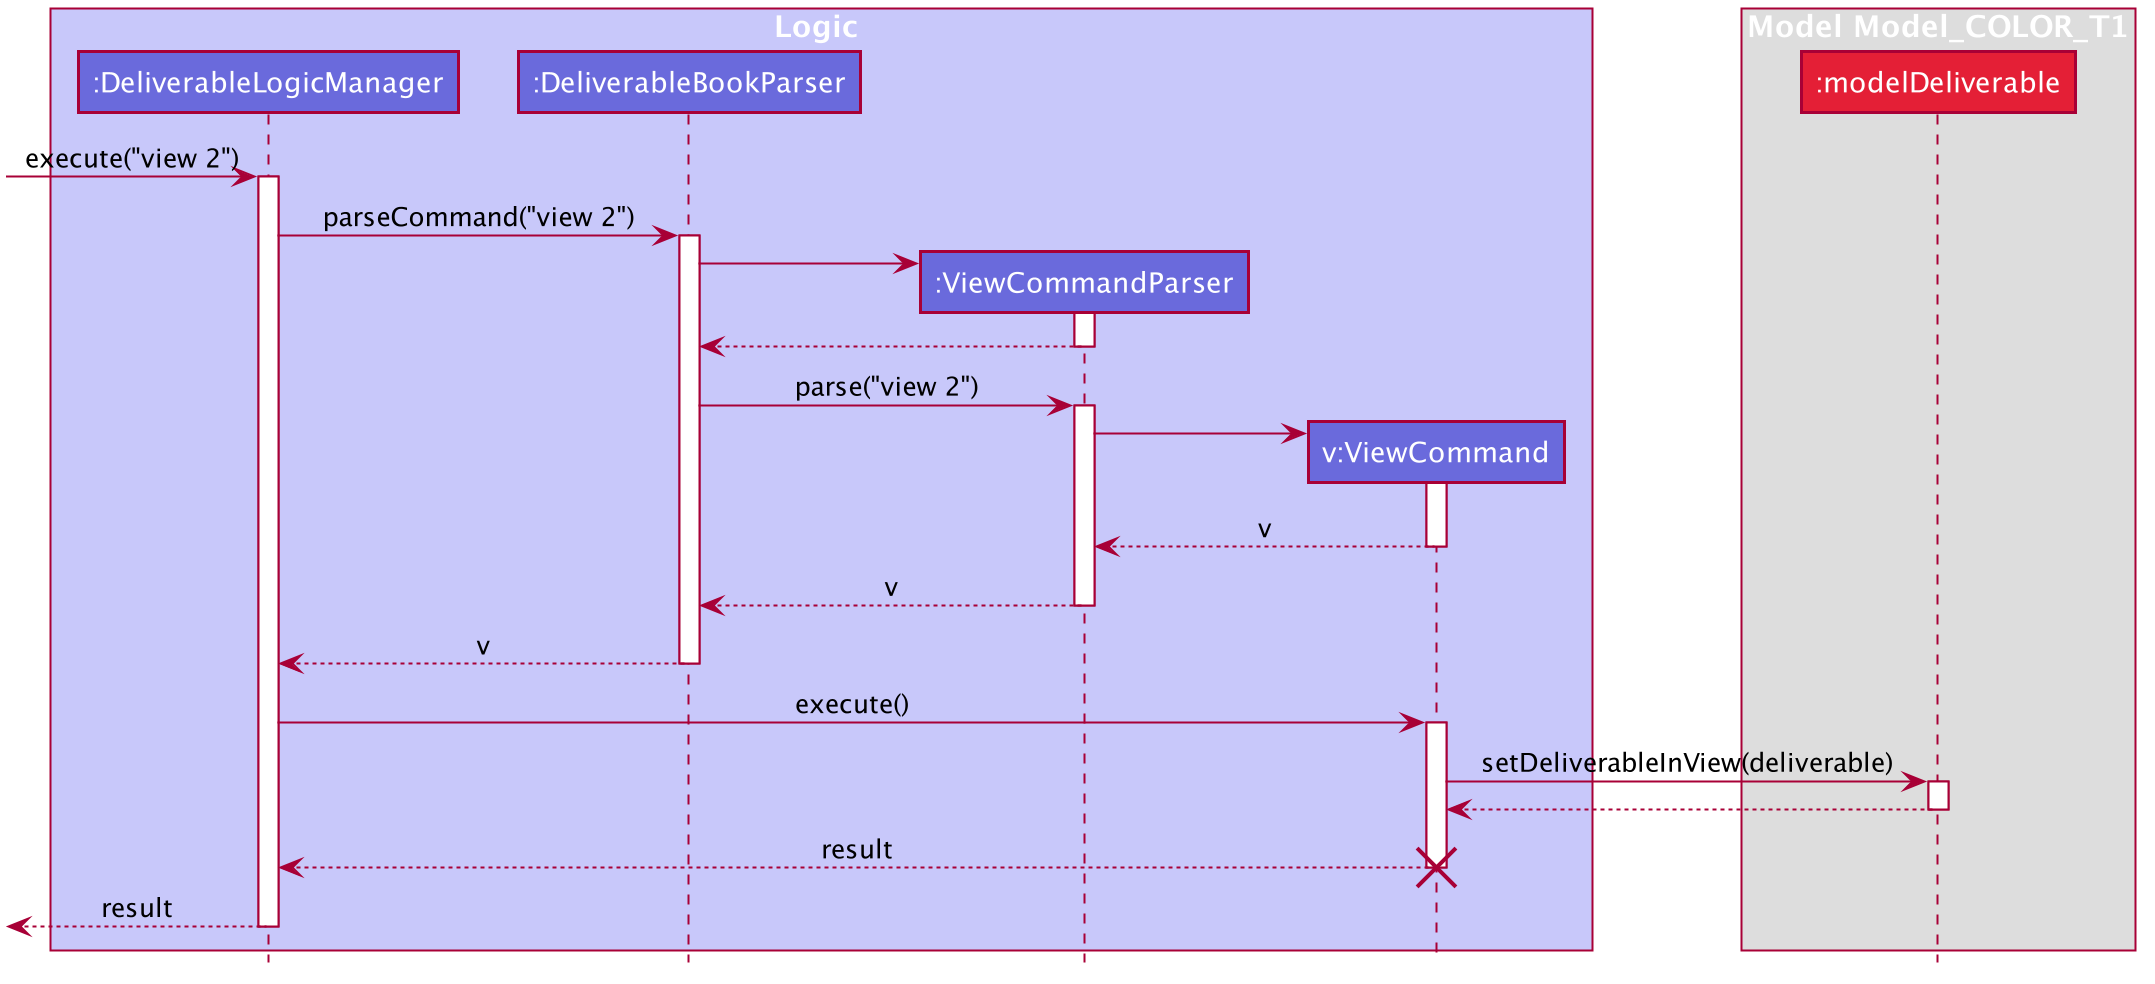 Logic
Model Model_COLOR_T1
:DeliverableLogicManager
:DeliverableBookParser
:modelDeliverable
execute("view 2")
parseCommand("view 2")
:ViewCommandParser
parse("view 2")
v:ViewCommand
v
v
v
execute()
setDeliverableInView(deliverable)
result
result